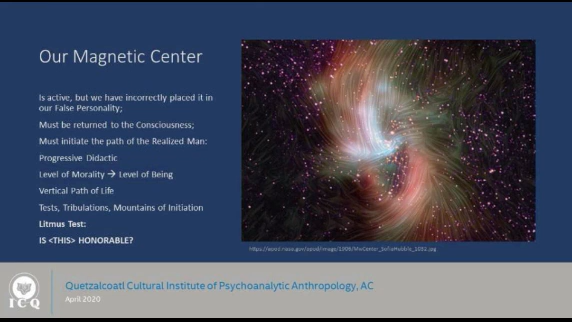 Our Magnetic Center
Is active, but we have incorrectly placed it in
our False Personality;
Must be returned to the Consciousness;
Must initiate the path of the Realized Man:
Progressive Didactic
Level of Morality → Level of Being
Vertical Path of Life
Tests, Tribulations, Mountains of Initiation
Litmus Test:
IS <THIS> HONORABLE?
ICQ
Quetzalcoatl Cultural Institute of Psychoanalytic Anthropology, AC
April 2020